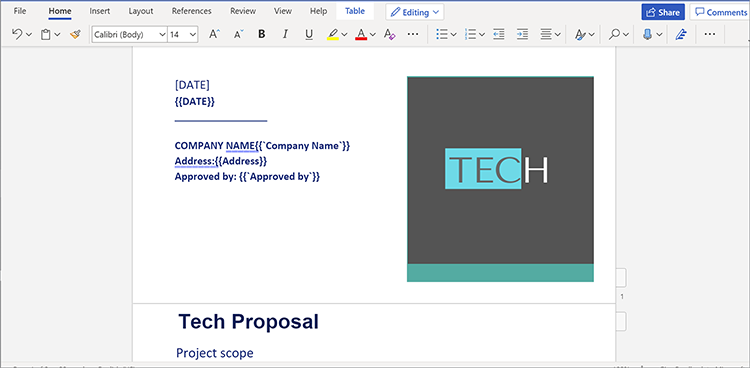 File Home Insert Layout References Review View Help Table Editing Share Comments
Calibri (Body) 14 A A B I U A A ...
[DATE]
{{DATE}}
COMPANY NAME{{`Company Name`}}
Address:{{Address}}
Approved by: {{`Approved by`}}
TECH
1
Tech Proposal
Project scope